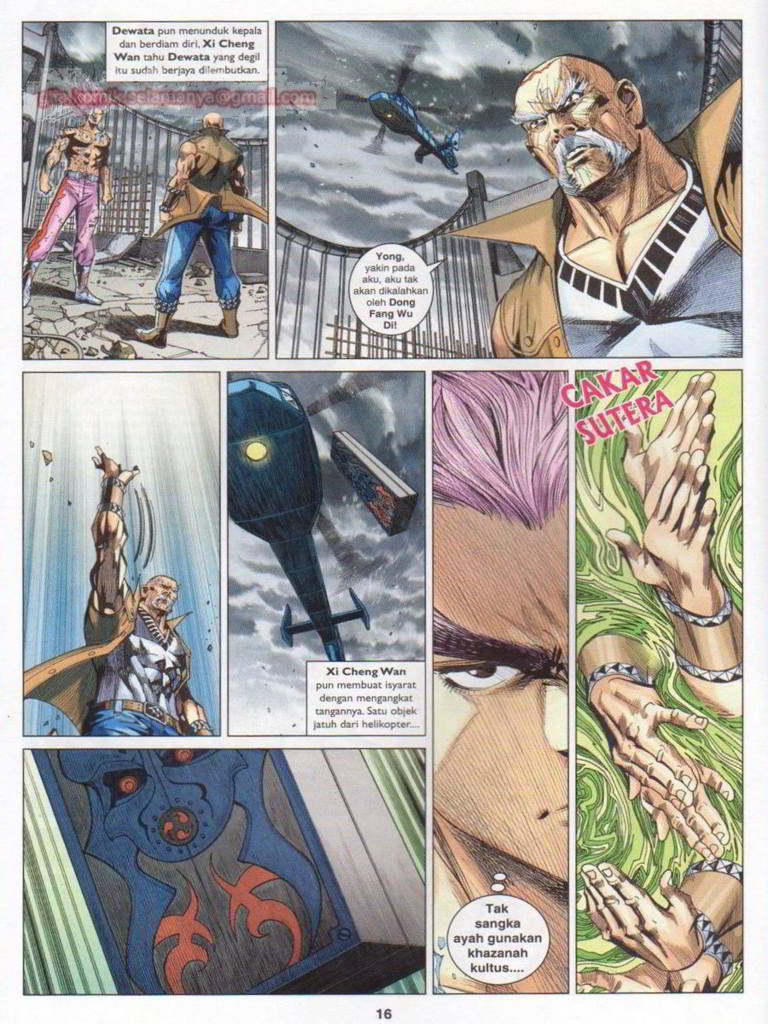 Dewata pun menunduk kepala
dan berdiam diri, Xi Cheng
Wan tahu Dewata yang degil
itu sudah berjaya dilembutkan.
Yong,
yakin pada
aku, aku tak
akan dikalahkan
oleh Dong
Fang Wu
Di!
Xi Cheng Wan
pun membuat isyarat
dengan mengangkat
tangannya. Satu objek
jatuh dari helikopter....
Tak
sangka
ayah gunakan
khazanah
kultus....
CAKAR
SUTERA
16